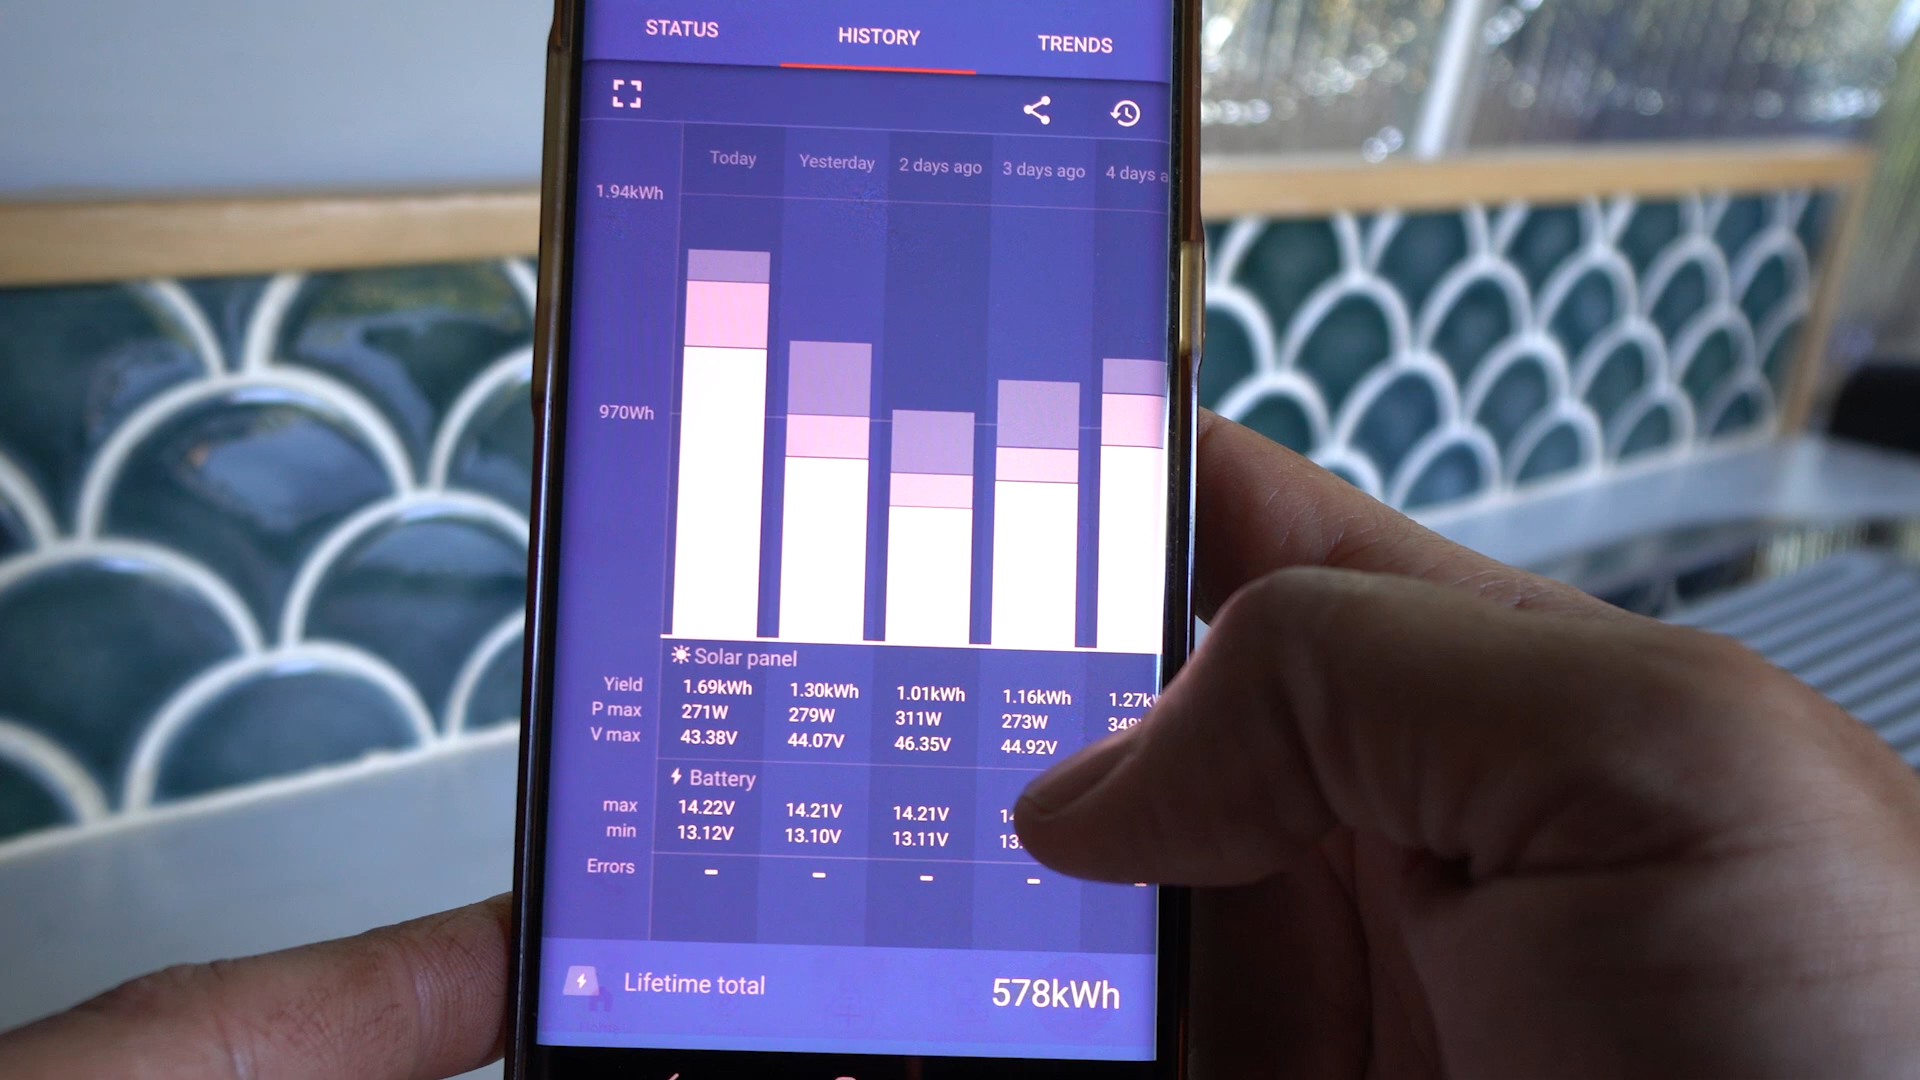 STATUS HISTORY TRENDS
Today Yesterday 2 days ago 3 days ago 4 days
1.94kWh
970Wh
Solar panel
Yield 1.69kWh 1.30kWh 1.01kWh 1.16kWh
P max 271W 279W 311W 273W
V max 43.38V 44.07V 46.35V 44.92V
Battery
max 14.22V 14.21V 14.21V
min 13.12V 13.10V 13.11V
Errors - - - - -
Lifetime total 578kWh